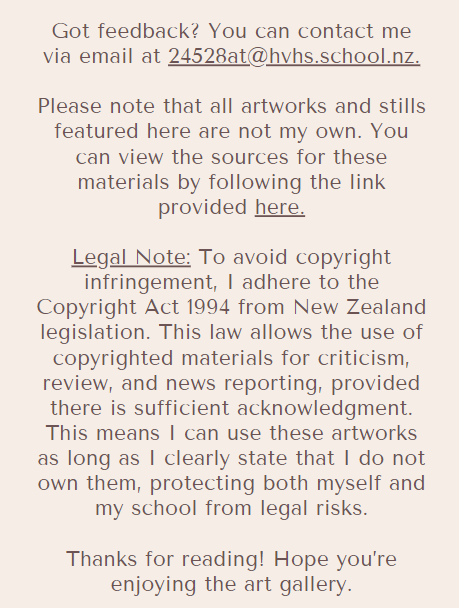 Got feedback? You can contact me
via email at 24528at@hvhs.school.nz.
Please note that all artworks and stills
featured here are not my own. You
can view the sources for these
materials by following the link
provided here.
Legal Note: To avoid copyright
infringement, I adhere to the
Copyright Act 1994 from New Zealand
legislation. This law allows the use of
copyrighted materials for criticism,
review, and news reporting, provided
there is sufficient acknowledgment.
This means I can use these artworks
as long as I clearly state that I do not
own them, protecting both myself and
my school from legal risks.
Thanks for reading! Hope you're
enjoying the art gallery.